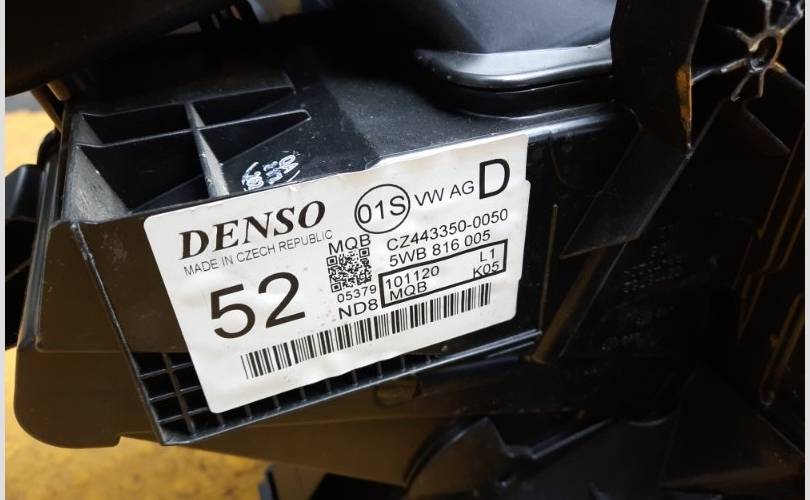 DENSO
MADE IN CZECH REPUBLIC
01S VW AG D
MQB CZ443350-0050
5WB 816 005
52
05379 101120 L1
ND8 MQB K05